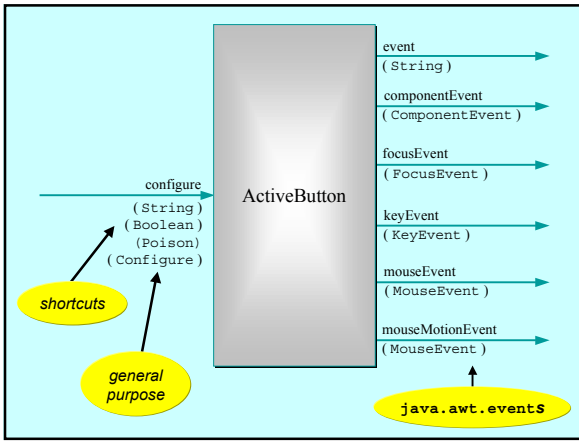 event
(String)
componentEvent
(ComponentEvent)
focusEvent
(FocusEvent)
configure
(String)
(Boolean)
(Poison)
(Configure)
ActiveButton
keyEvent
(KeyEvent)
mouseEvent
(MouseEvent)
mouseMotionEvent
(MouseEvent)
shortcuts
general
purpose
java.awt.events